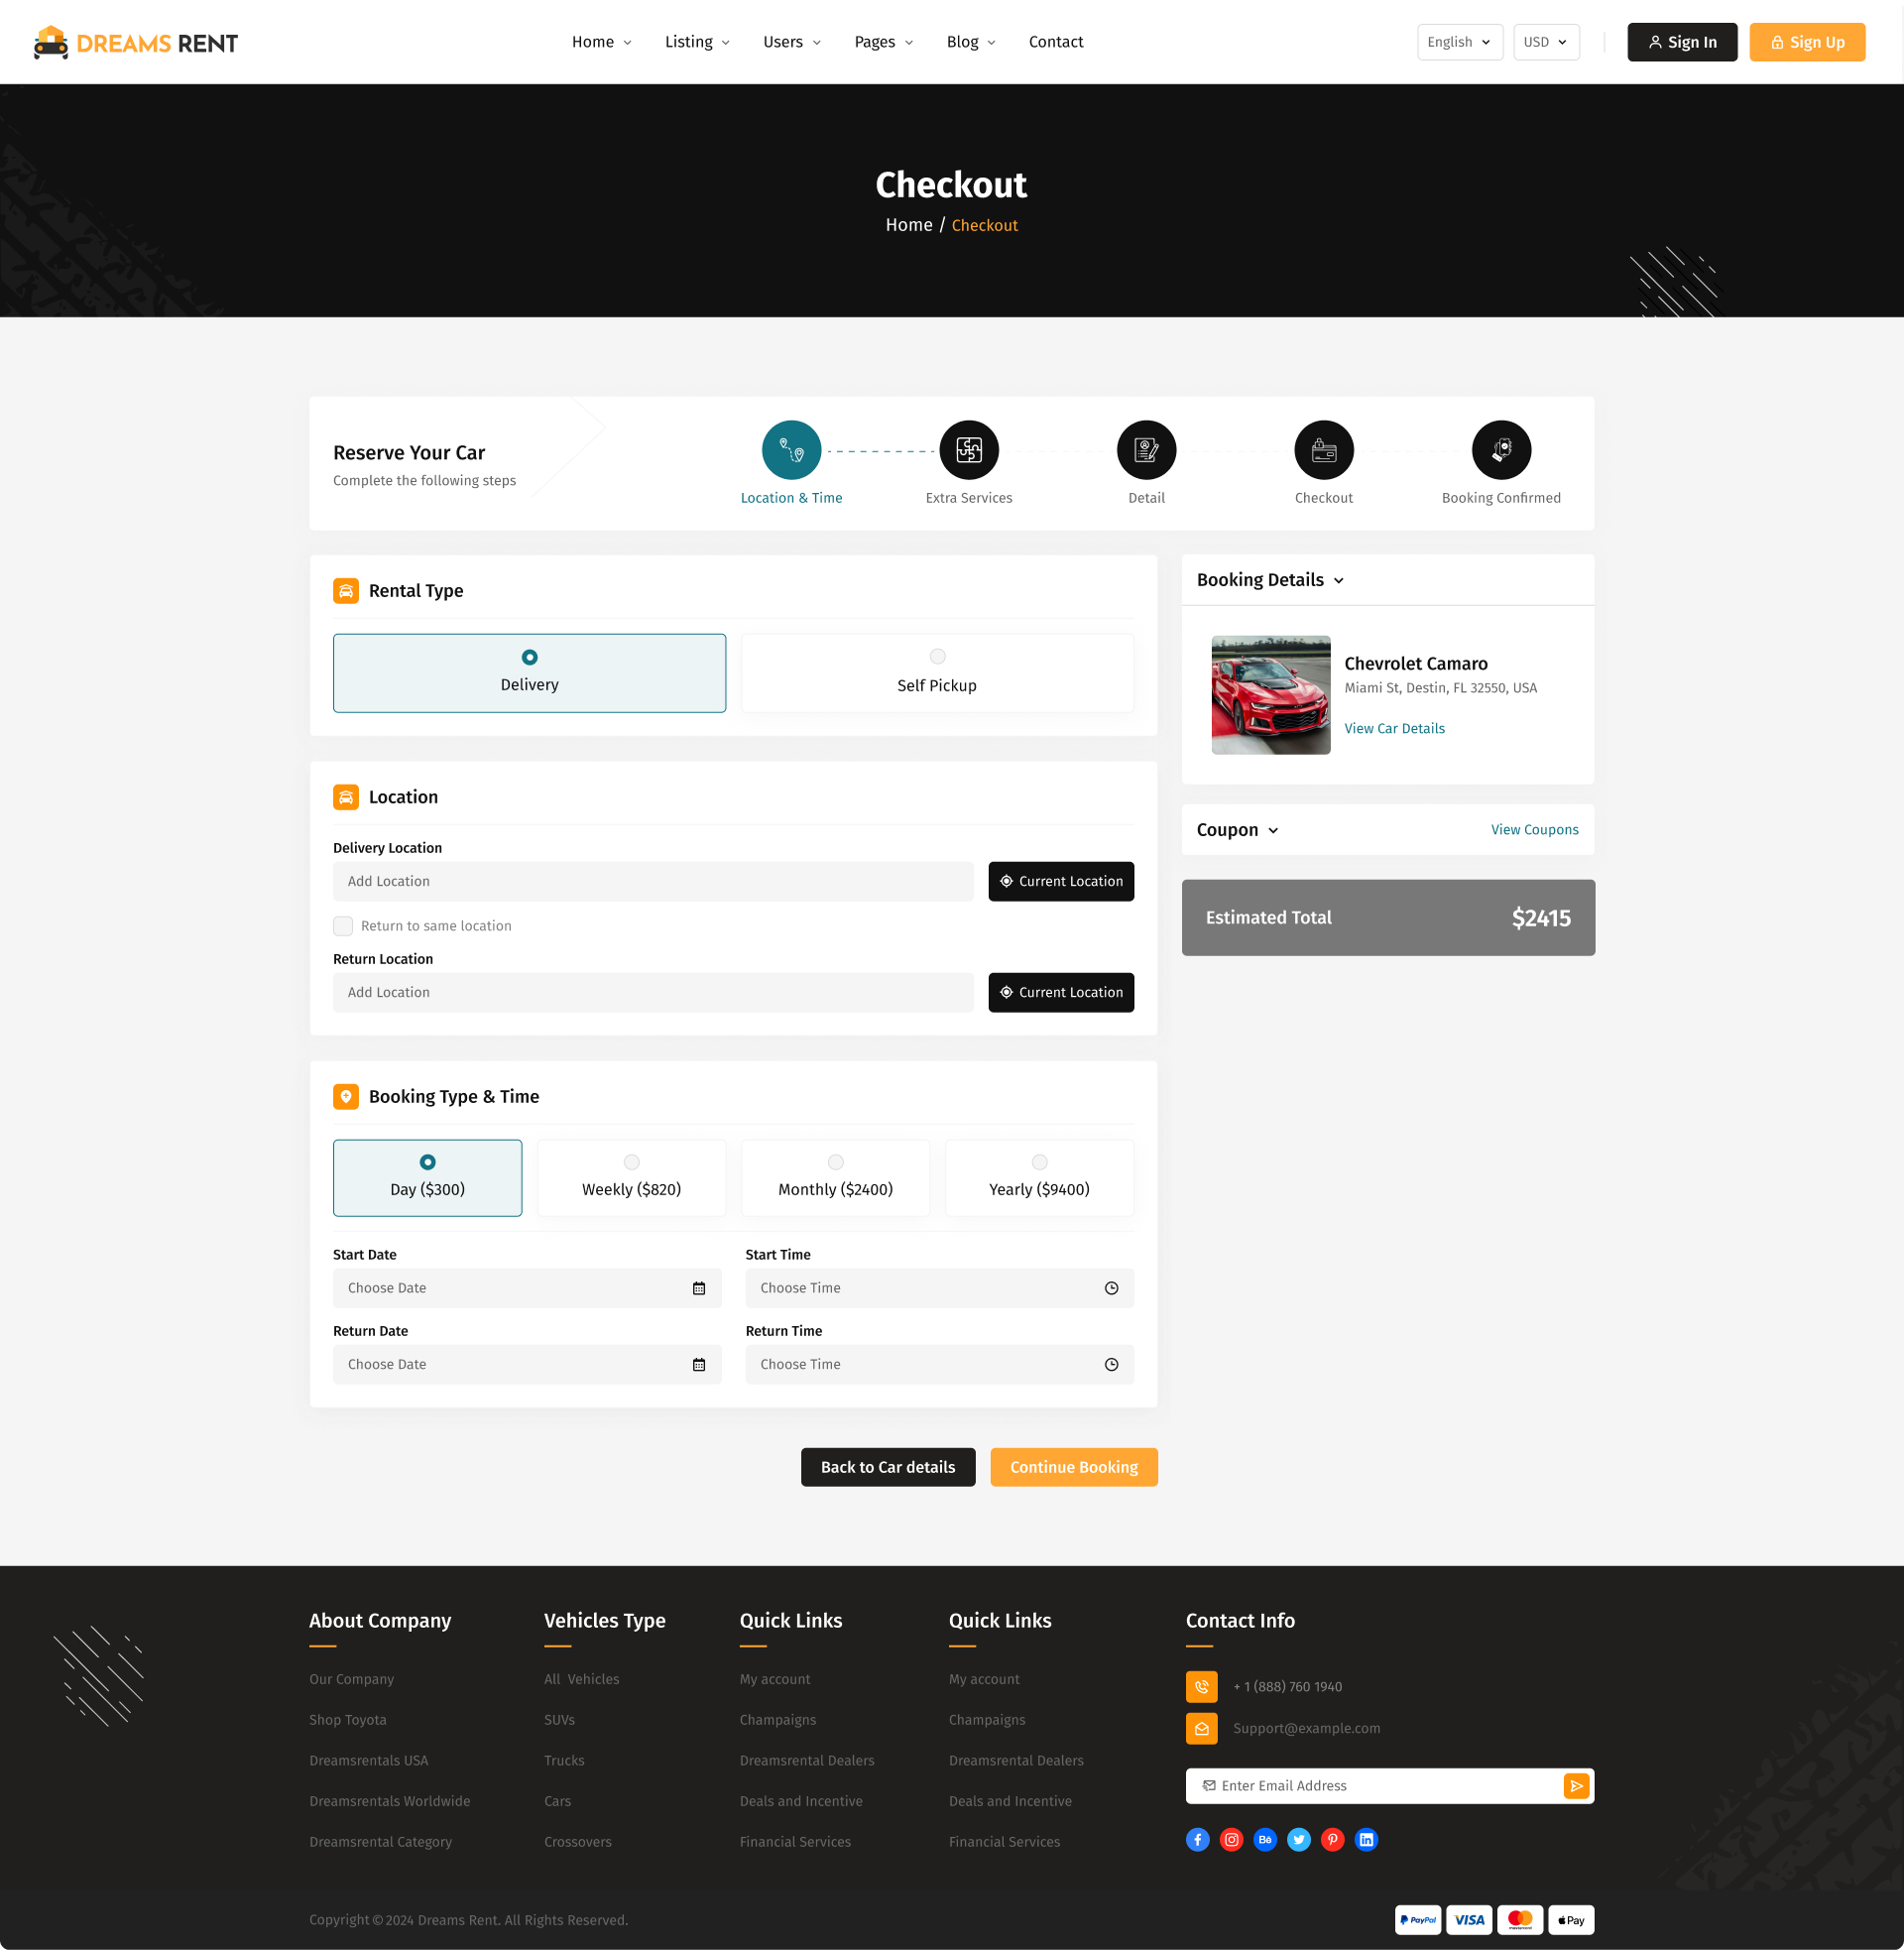 DREAMS RENT
Home Listing Users Pages Blog Contact
English USD Sign In Sign Up
Checkout
Home / Checkout
Reserve Your Car
Complete the following steps
Location & Time Extra Services Detail Checkout Booking Confirmed
Rental Type
Delivery Self Pickup
Location
Delivery Location
Add Location Current Location
Return to same location
Return Location
Add Location Current Location
Booking Type & Time
Day ($300) Weekly ($820) Monthly ($2400) Yearly ($9400)
Start Date Start Time
Choose Date Choose Time
Return Date Return Time
Choose Date Choose Time
Back to Car details Continue Booking
Booking Details
Chevrolet Camaro
Miami St, Destin, FL 32550, USA
View Car Details
Coupon View Coupons
Estimated Total $2415
About Company
Our Company
Shop Toyota
Dreamsrentals USA
Dreamsrentals Worldwide
Dreamsrental Category
Vehicles Type
All Vehicles
SUVs
Trucks
Cars
Crossovers
Quick Links
My account
Champaigns
Dreamsrental Dealers
Deals and Incentive
Financial Services
Quick Links
My account
Champaigns
Dreamsrental Dealers
Deals and Incentive
Financial Services
Contact Info
+ 1 (888) 760 1940
Support@example.com
Enter Email Address
Bē
Copyright © 2024 Dreams Rent. All Rights Reserved.
PayPal VISA mastercard Pay